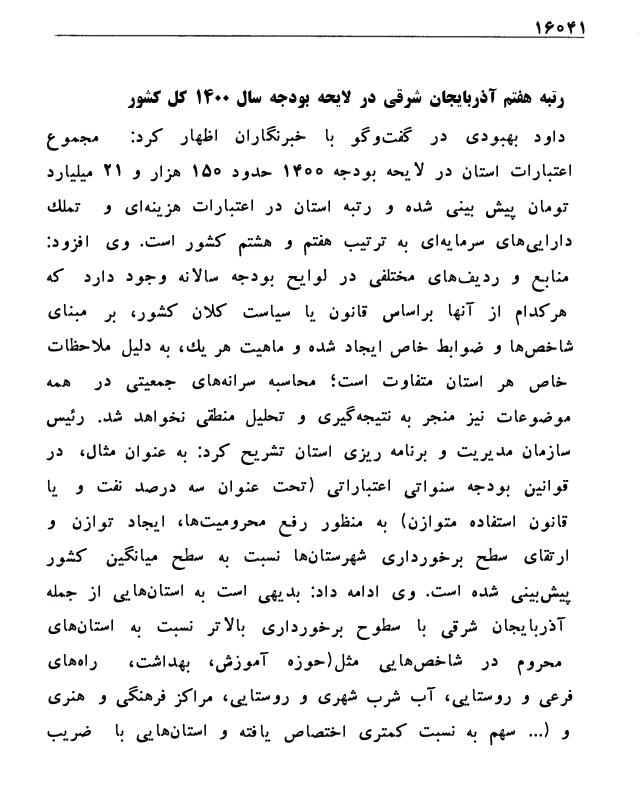 ۱۶۰۴۱
رتبه هفتم آذربایجان شرقی در لایحه بودجه سال ۱۴۰۰ کل کشور
داود بهبودی در گفت‌وگو با خبرنگاران اظهار کرد: مجموع
اعتبارات استان در لایحه بودجه ۱۴۰۰ حدود ۱۵۰ هزار و ۲۱ میلیارد
تومان پیش بینی شده و رتبه استان در اعتبارات هزینه‌ای و تملك
دارایی‌های سرمایه‌ای به ترتیب هفتم و هشتم کشور است. وی افزود:
منابع و ردیف‌های مختلفی در لوایح بودجه سالانه وجود دارد که
هرکدام از آنها براساس قانون یا سیاست کلان کشور، بر مبنای
شاخص‌ها و ضوابط خاص ایجاد شده و ماهیت هر یك، به دلیل ملاحظات
خاص هر استان متفاوت است؛ محاسبه سرانه‌های جمعیتی در همه
موضوعات نیز منجر به نتیجه‌گیری و تحلیل منطقی نخواهد شد. رئیس
سازمان مدیریت و برنامه ریزی استان تشریح کرد: به عنوان مثال، در
قوانین بودجه سنواتی اعتباراتی (تحت عنوان سه درصد نفت و یا
قانون استفاده متوازن) به منظور رفع محرومیت‌ها، ایجاد توازن و
ارتقای سطح برخورداری شهرستان‌ها نسبت به سطح میانگین کشور
پیش‌بینی شده است. وی ادامه داد: بدیهی است به استان‌هایی از جمله
آذربایجان شرقی با سطوح برخورداری بالاتر نسبت به استان‌های
محروم در شاخص‌هایی مثل(حوزه آموزش، بهداشت، راه‌های
فرعی و روستایی، آب شرب شهری و روستایی، مراکز فرهنگی و هنری
و (... سهم به نسبت کمتری اختصاص یافته و استان‌هایی با ضریب